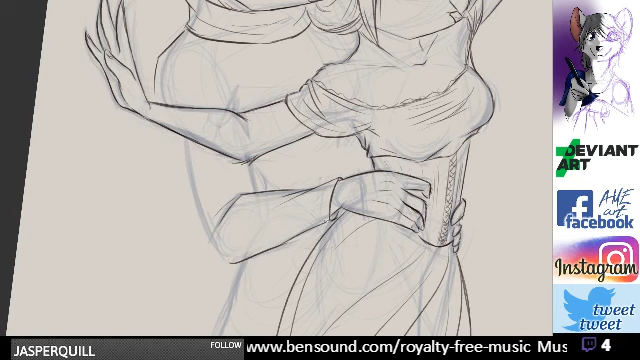 DEVIANT
ART
AHE
art
facebook
Instagram
tweet
tweet
JASPERQUILL
FOLLOW
www.bensound.com/royalty-free-music Mus
4